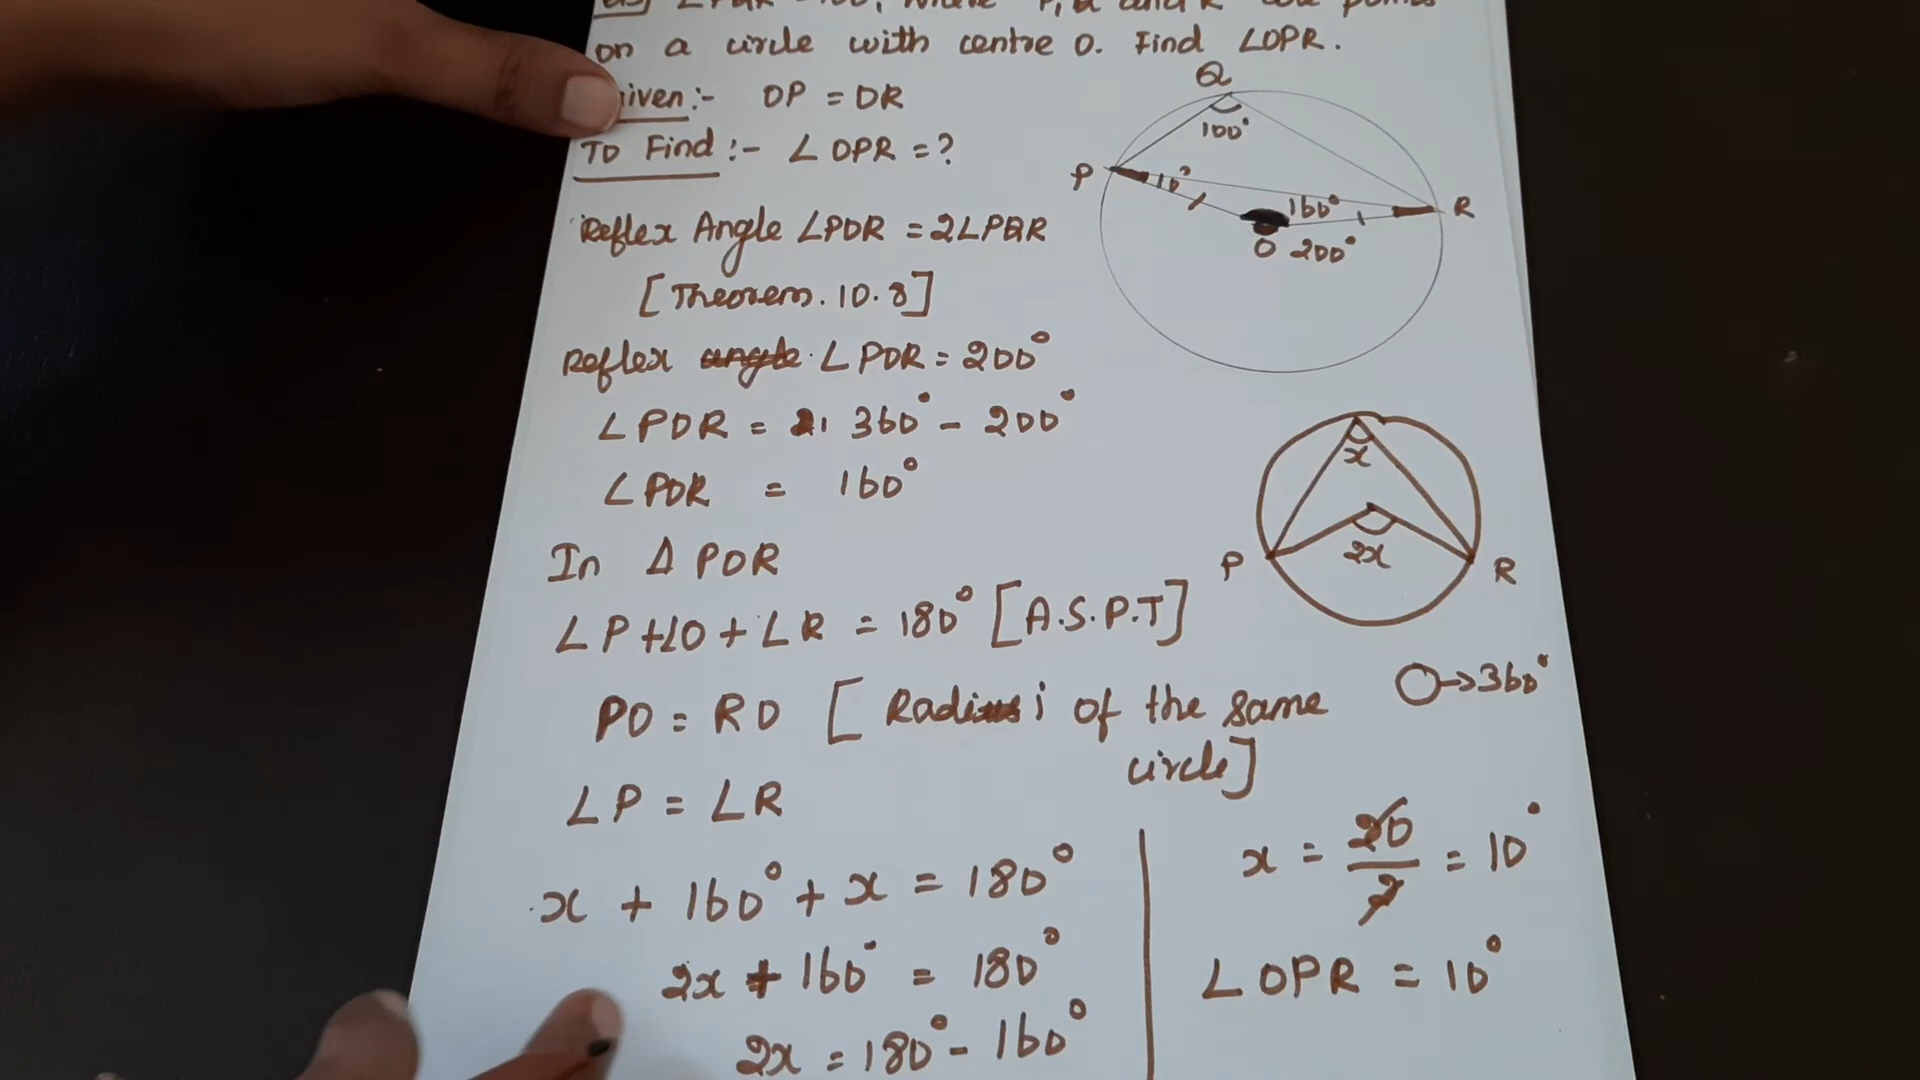 on a circle with centre O. Find ∠OPR.
Given:- OP = OR
To Find:- ∠OPR = ?
Reflex Angle ∠POR = 2∠PQR
[Theorem. 10.8]
Reflex angle ∠POR = 200°
∠POR = 360° - 200°
∠POR = 160°
In Δ POR
∠P+∠O+∠R = 180° [A.S.P.T]
PO = RO [Radii of the same
circle]
∠P = ∠R
x + 160° + x = 180°
2x + 160° = 180°
2x = 180° - 160°
Q
100°
P
10°
160°
R
O 200°
x
2x
P
R
O→360°
x = 20/2 = 10°
∠OPR = 10°